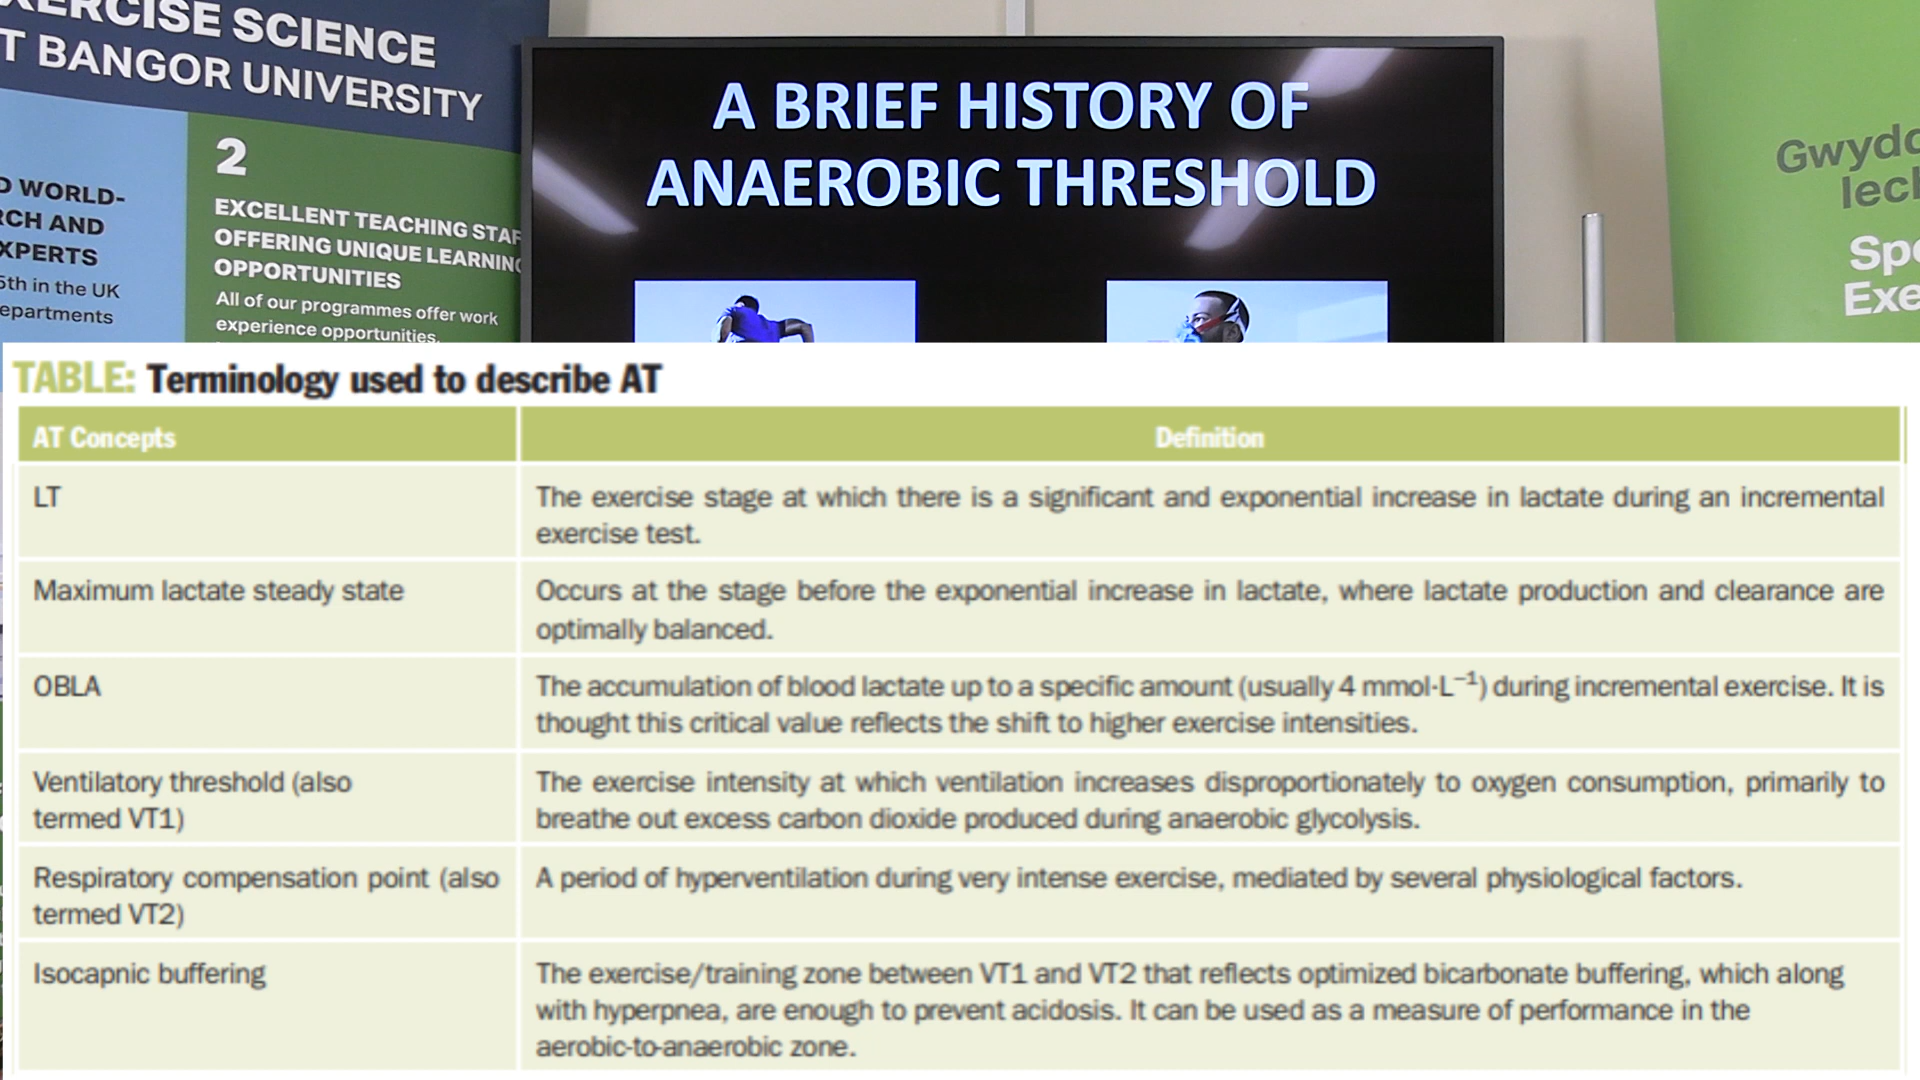 ERCISE SCIENCE
T BANGOR UNIVERSITY
D WORLD-
RCH AND
XPERTS
5th in the UK
epartments
2
EXCELLENT TEACHING STAF
OFFERING UNIQUE LEARNING
OPPORTUNITIES
All of our programmes offer work
experience opportunities.
A BRIEF HISTORY OF
ANAEROBIC THRESHOLD
Gwydo
Iech
Spo
Exe
TABLE: Terminology used to describe AT
AT Concepts
Definition
LT
The exercise stage at which there is a significant and exponential increase in lactate during an incremental
exercise test.
Maximum lactate steady state
Occurs at the stage before the exponential increase in lactate, where lactate production and clearance are
optimally balanced.
OBLA
The accumulation of blood lactate up to a specific amount (usually 4 mmol·L⁻¹) during incremental exercise. It is
thought this critical value reflects the shift to higher exercise intensities.
Ventilatory threshold (also
termed VT1)
The exercise intensity at which ventilation increases disproportionately to oxygen consumption, primarily to
breathe out excess carbon dioxide produced during anaerobic glycolysis.
Respiratory compensation point (also
termed VT2)
A period of hyperventilation during very intense exercise, mediated by several physiological factors.
Isocapnic buffering
The exercise/training zone between VT1 and VT2 that reflects optimized bicarbonate buffering, which along
with hyperpnea, are enough to prevent acidosis. It can be used as a measure of performance in the
aerobic-to-anaerobic zone.